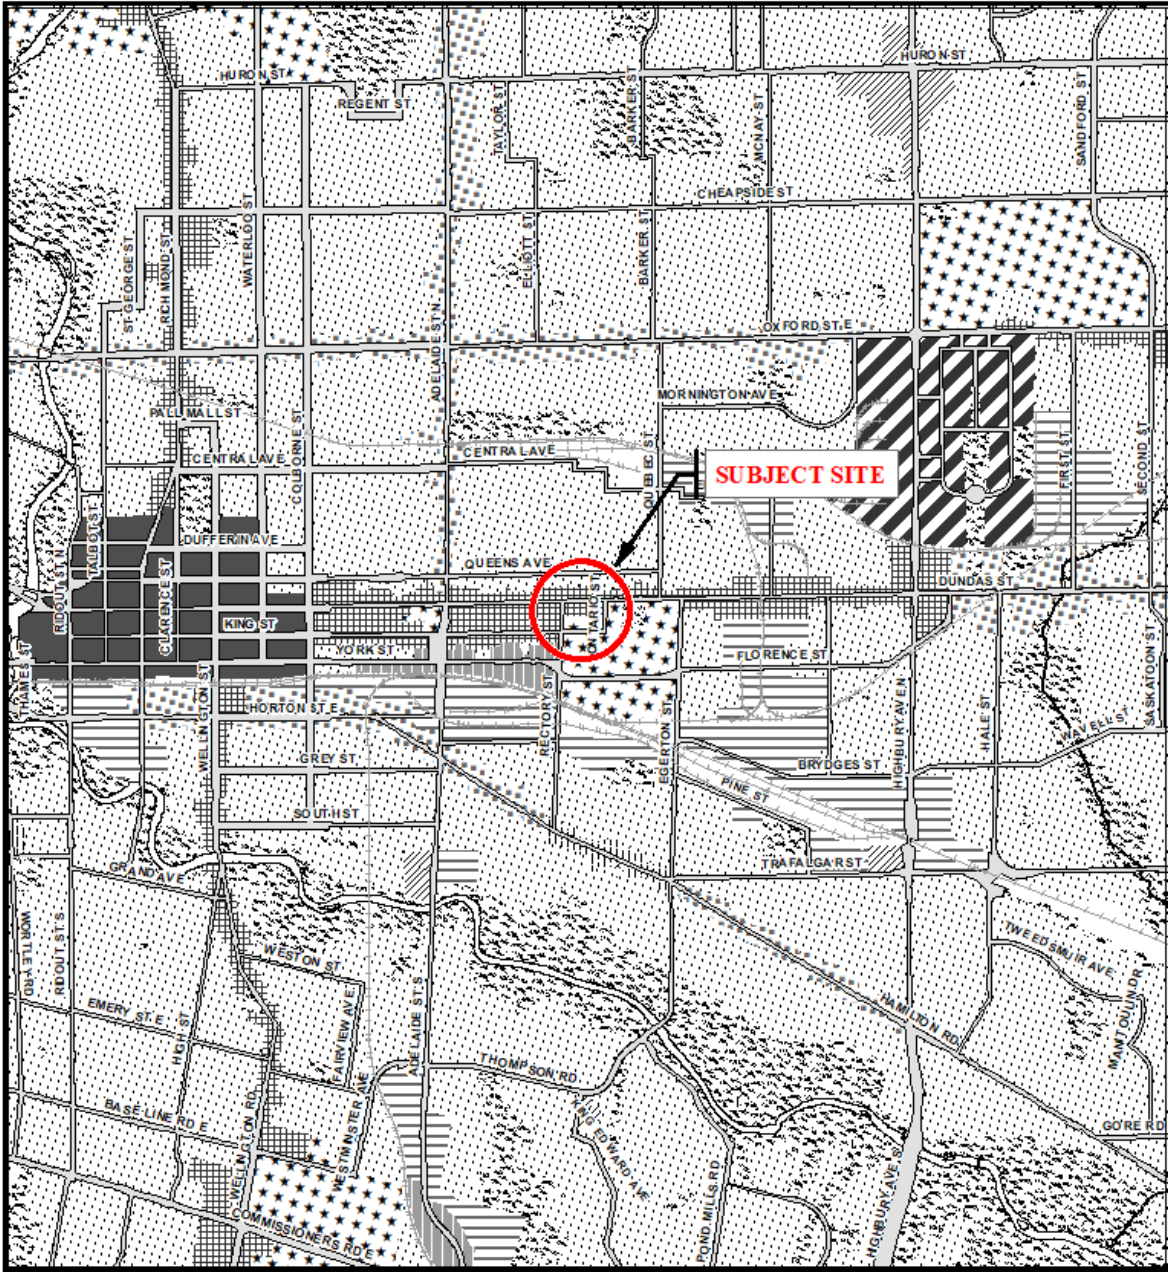 HURON ST
HURON ST
REGENT ST
TAYLOR ST
BARKER ST
MCNAY ST
SANDFORD ST
CHEAPSIDE ST
WATERLOO ST
ST GEORGE ST
RICHMOND ST
ELLIOTT ST
BARKER ST
OXFORD ST E
ADELAIDE ST N
MORNINGTON AVE
PALL MALL ST
COLBORNE ST
CENTRAL AVE
CENTRAL AVE
QUEBEC ST
SUBJECT SITE
FIRST ST
SECOND ST
TALBOT ST
DUFFERIN AVE
QUEENS AVE
DUNDAS ST
RIDOUT ST N
CLARENCE ST
KING ST
ONTARIO ST
YORK ST
FLORENCE ST
THAMES ST
WELLINGTON ST
HORTON ST E
RECTORY ST
EGERTON ST
HIGHBURY AVE N
HALE ST
WAVELL ST
SASKATOON ST
GREY ST
BRYDGES ST
PINE ST
SOUTH ST
GRAND AVE
TRAFALGAR ST
WORTLEY RD
RIDOUT ST S
WESTON ST
TWEEDSMUIR AVE
EMERY ST E
HIGH ST
FAIRVIEW AVE
ADELAIDE ST S
HAMILTON RD
MANITOULIN DR
THOMPSON RD
BASE LINE RD E
WELLINGTON RD
WESTMINSTER AVE
KING EDWARD AVE
GORE RD
POND MILLS RD
HIGHBURY AVE S
COMMISSIONERS RD E